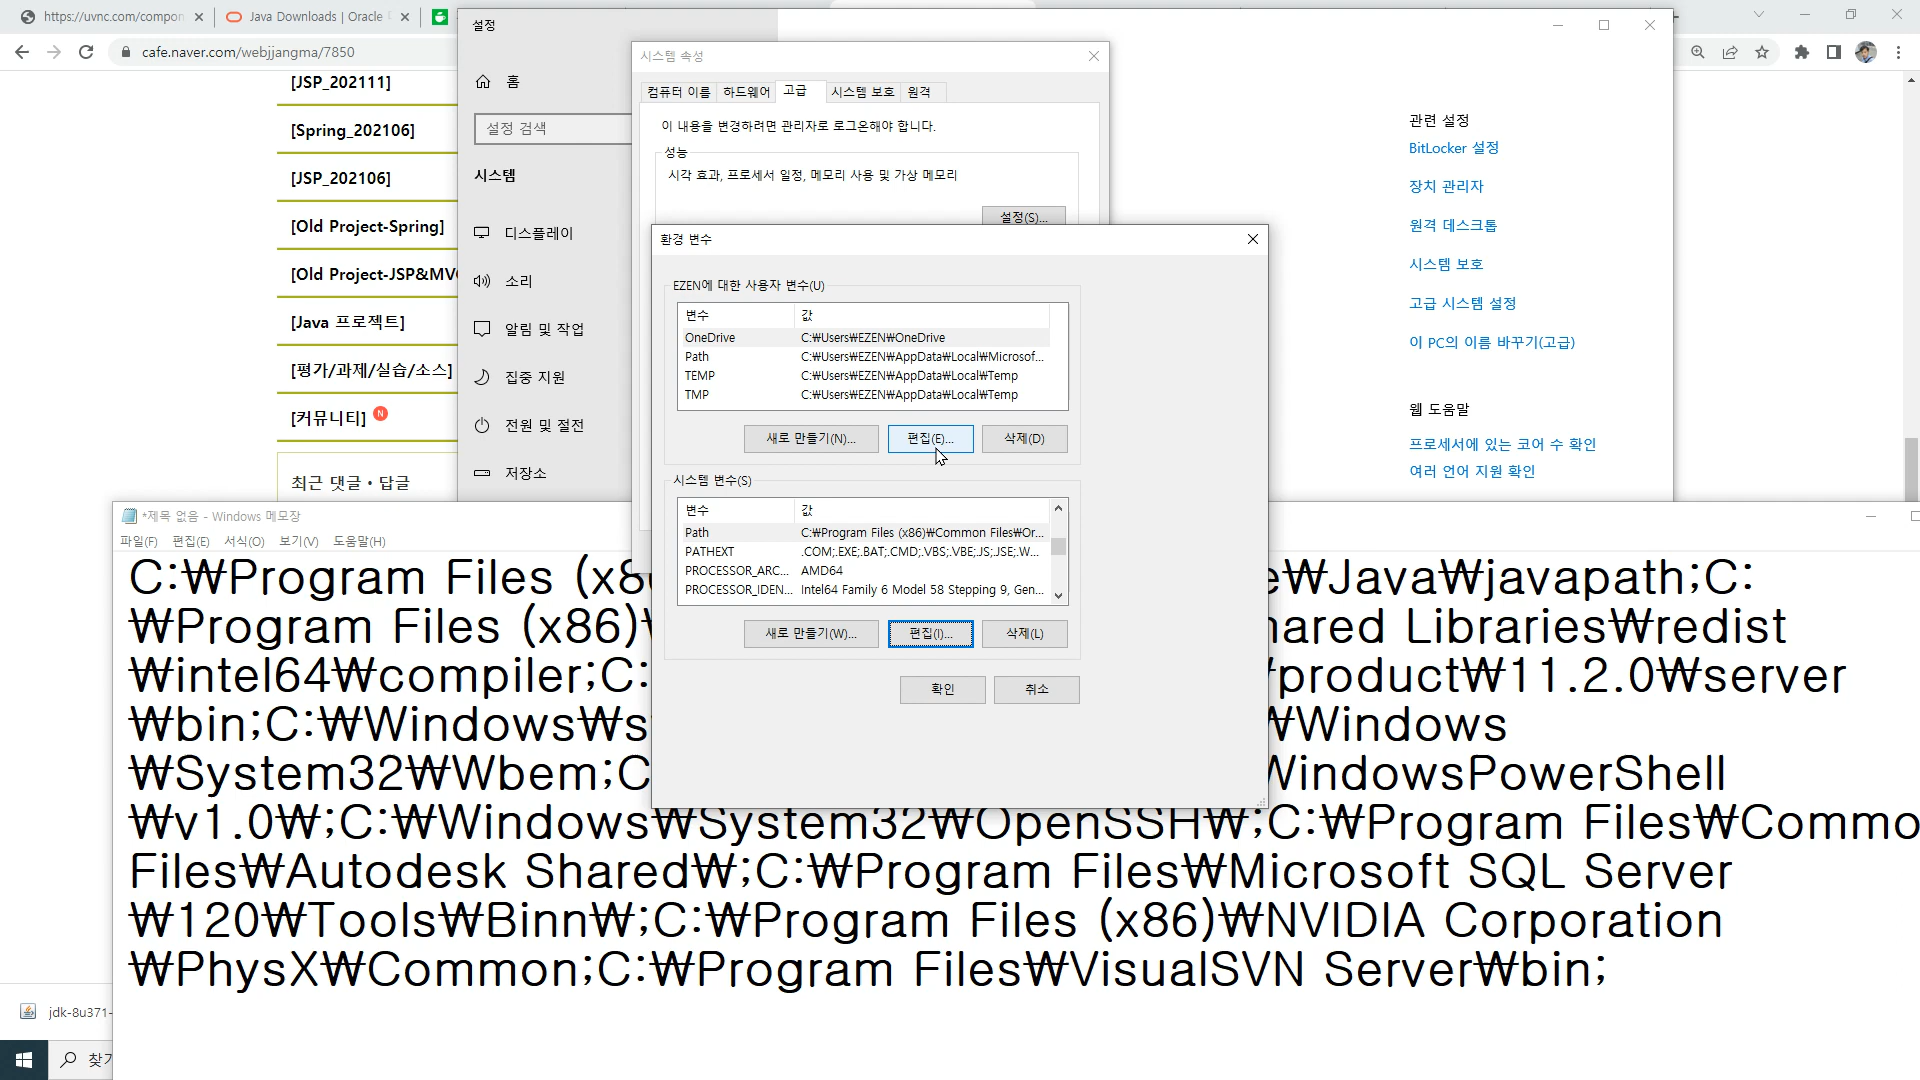 https://uvnc.com/compon
Java Downloads | Oracle
cafe.naver.com/webjjangma/7850
[JSP_202111]
[Spring_202106]
[JSP_202106]
[Old Project-Spring]
[Old Project-JSP&MV
[Java 프로젝트]
[평가/과제/실습/소스]
[커뮤니티] N
최근 댓글・답글
jdk-8u371-
설정
홈
설정 검색
시스템
디스플레이
소리
알림 및 작업
집중 지원
전원 및 절전
저장소
관련 설정
BitLocker 설정
장치 관리자
원격 데스크톱
시스템 보호
고급 시스템 설정
이 PC의 이름 바꾸기(고급)
웹 도움말
프로세서에 있는 코어 수 확인
여러 언어 지원 확인
시스템 속성
컴퓨터 이름 하드웨어 고급 시스템 보호 원격
이 내용을 변경하려면 관리자로 로그온해야 합니다.
성능
시각 효과, 프로세서 일정, 메모리 사용 및 가상 메모리
설정(S)...
환경 변수
EZEN에 대한 사용자 변수(U)
변수 값
OneDrive C:₩Users₩EZEN₩OneDrive
Path C:₩Users₩EZEN₩AppData₩Local₩Microsof...
TEMP C:₩Users₩EZEN₩AppData₩Local₩Temp
TMP C:₩Users₩EZEN₩AppData₩Local₩Temp
새로 만들기(N)... 편집(E)... 삭제(D)
시스템 변수(S)
변수 값
Path C:₩Program Files (x86)₩Common Files₩Or...
PATHEXT .COM;.EXE;.BAT;.CMD;.VBS;.VBE;.JS;.JSE;.W...
PROCESSOR_ARC... AMD64
PROCESSOR_IDEN... Intel64 Family 6 Model 58 Stepping 9, Gen...
새로 만들기(W)... 편집(I)... 삭제(L)
확인 취소
*제목 없음 - Windows 메모장
파일(F) 편집(E) 서식(O) 보기(V) 도움말(H)
C:₩Program Files (x8 e₩Java₩javapath;C:
₩Program Files (x86)₩ hared Libraries₩redist
₩intel64₩compiler;C: ₩product₩11.2.0₩server
₩bin;C:₩Windows₩s ₩Windows
₩System32₩Wbem;C WindowsPowerShell
₩v1.0₩;C:₩Windows₩System32₩OpenSSH₩;C:₩Program Files₩Commo
Files₩Autodesk Shared₩;C:₩Program Files₩Microsoft SQL Server
₩120₩Tools₩Binn₩;C:₩Program Files (x86)₩NVIDIA Corporation
₩PhysX₩Common;C:₩Program Files₩VisualSVN Server₩bin;
찾기